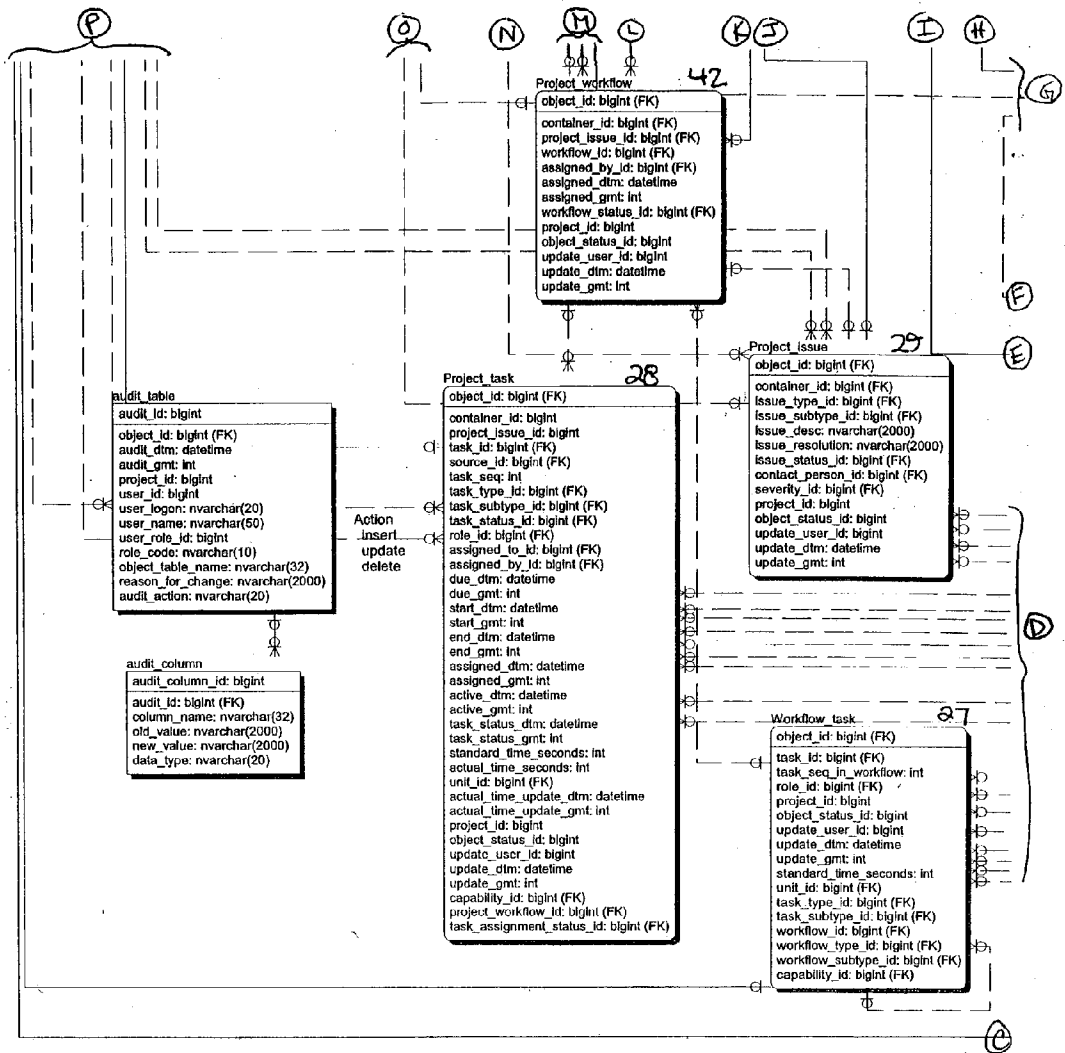 P
O
N
M
L
K
J
I
H
G
Project_workflow
42
object_id: bigint (FK)
container_id: bigint (FK)
project_issue_id: bigint (FK)
workflow_id: bigint (FK)
assigned_by_id: bigint (FK)
assigned_dtm: datetime
assigned_gmt: int
workflow_status_id: bigint (FK)
project_id: bigint
object_status_id: bigint
update_user_id: bigint
update_dtm: datetime
update_gmt: int
F
E
Project_issue
29
object_id: bigint (FK)
container_id: bigint (FK)
issue_type_id: bigint (FK)
issue_subtype_id: bigint (FK)
issue_desc: nvarchar(2000)
issue_resolution: nvarchar(2000)
issue_status_id: bigint (FK)
contact_person_id: bigint (FK)
severity_id: bigint (FK)
project_id: bigint
object_status_id: bigint
update_user_id: bigint
update_dtm: datetime
update_gmt: int
Project_task
28
object_id: bigint (FK)
container_id: bigint
project_issue_id: bigint
task_id: bigint (FK)
source_id: bigint (FK)
task_seq: int
task_type_id: bigint (FK)
task_subtype_id: bigint (FK)
task_status_id: bigint (FK)
role_id: bigint (FK)
assigned_to_id: bigint (FK)
assigned_by_id: bigint (FK)
due_dtm: datetime
due_gmt: int
start_dtm: datetime
start_gmt: int
end_dtm: datetime
end_gmt: int
assigned_dtm: datetime
assigned_gmt: int
active_dtm: datetime
active_gmt: int
task_status_dtm: datetime
task_status_gmt: int
standard_time_seconds: int
actual_time_seconds: int
unit_id: bigint (FK)
actual_time_update_dtm: datetime
actual_time_update_gmt: int
project_id: bigint
object_status_id: bigint
update_user_id: bigint
update_dtm: datetime
update_gmt: int
capability_id: bigint (FK)
project_workflow_id: bigint (FK)
task_assignment_status_id: bigint (FK)
audit_table
audit_id: bigint
object_id: bigint (FK)
audit_dtm: datetime
audit_gmt: int
project_id: bigint
user_id: bigint
user_logon: nvarchar(20)
user_name: nvarchar(50)
user_role_id: bigint
role_code: nvarchar(10)
object_table_name: nvarchar(32)
reason_for_change: nvarchar(2000)
audit_action: nvarchar(20)
Action
insert
update
delete
audit_column
audit_column_id: bigint
audit_id: bigint (FK)
column_name: nvarchar(32)
old_value: nvarchar(2000)
new_value: nvarchar(2000)
data_type: nvarchar(20)
D
Workflow_task
27
object_id: bigint (FK)
task_id: bigint (FK)
task_seq_in_workflow: int
role_id: bigint (FK)
project_id: bigint
object_status_id: bigint
update_user_id: bigint
update_dtm: datetime
update_gmt: int
standard_time_seconds: int
unit_id: bigint (FK)
task_type_id: bigint (FK)
task_subtype_id: bigint (FK)
workflow_id: bigint (FK)
workflow_type_id: bigint (FK)
workflow_subtype_id: bigint (FK)
capability_id: bigint (FK)
C